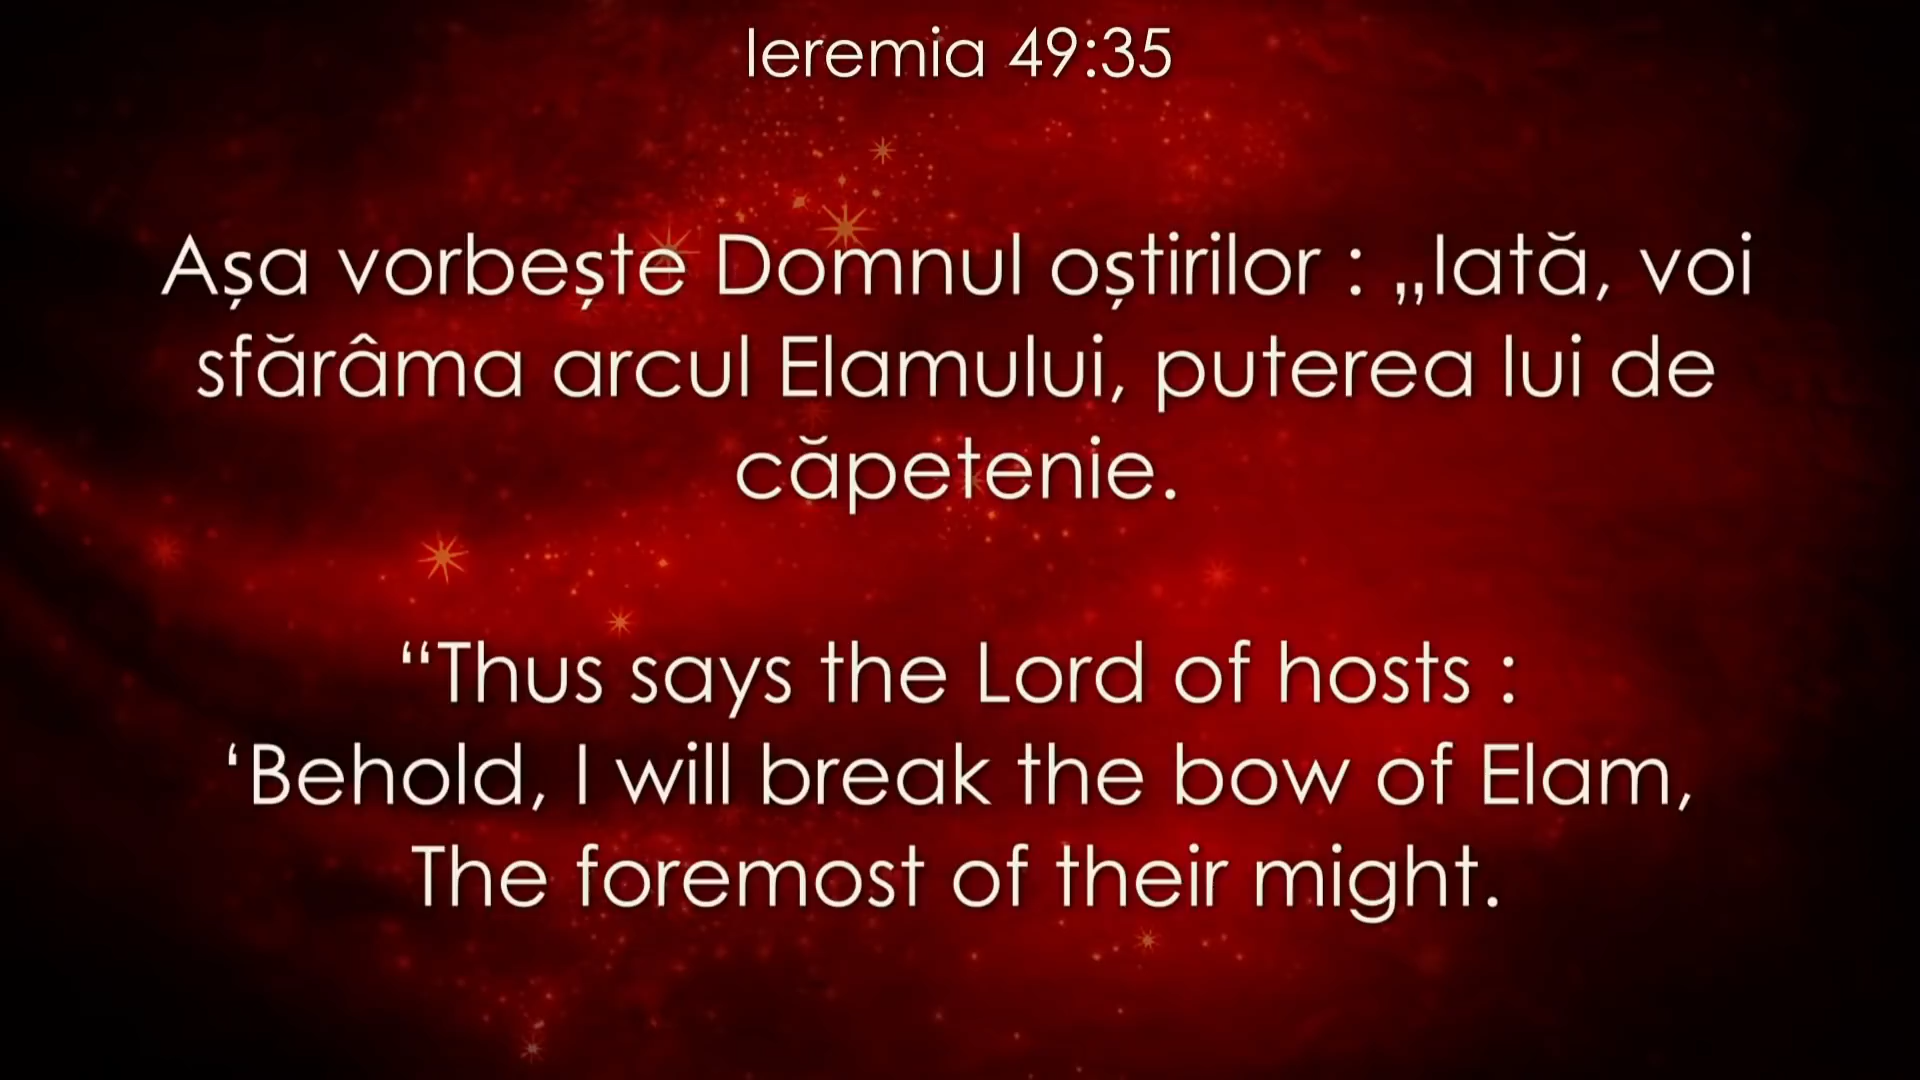 Ieremia 49:35
Așa vorbește Domnul oștirilor : „Iată, voi
sfărâma arcul Elamului, puterea lui de
căpetenie.
“Thus says the Lord of hosts :
‘Behold, I will break the bow of Elam,
The foremost of their might.